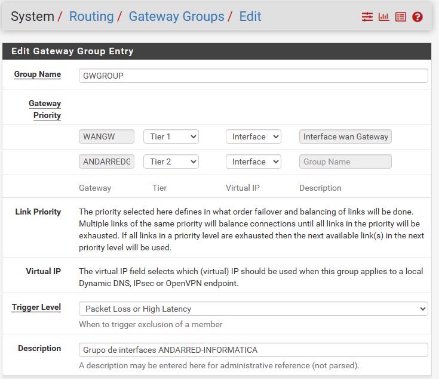 System / Routing / Gateway Groups / Edit
Edit Gateway Group Entry
Group Name GWGROUP
Gateway
Priority
WANGW Tier 1 Interface Interface wan Gateway
ANDARREDG Tier 2 Interface Group Name
Gateway Tier Virtual IP Description
Link Priority The priority selected here defines in what order failover and balancing of links will be done.
Multiple links of the same priority will balance connections until all links in the priority will be
exhausted. If all links in a priority level are exhausted then the next available link(s) in the next
priority level will be used.
Virtual IP The virtual IP field selects which (virtual) IP should be used when this group applies to a local
Dynamic DNS, IPsec or OpenVPN endpoint.
Trigger Level Packet Loss or High Latency
When to trigger exclusion of a member
Description Grupo de interfaces ANDARRED-INFORMATICA
A description may be entered here for administrative reference (not parsed).